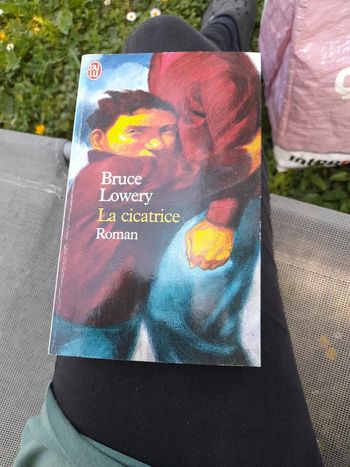 J'AI
LU
Bruce
Lowery
La cicatrice
Roman